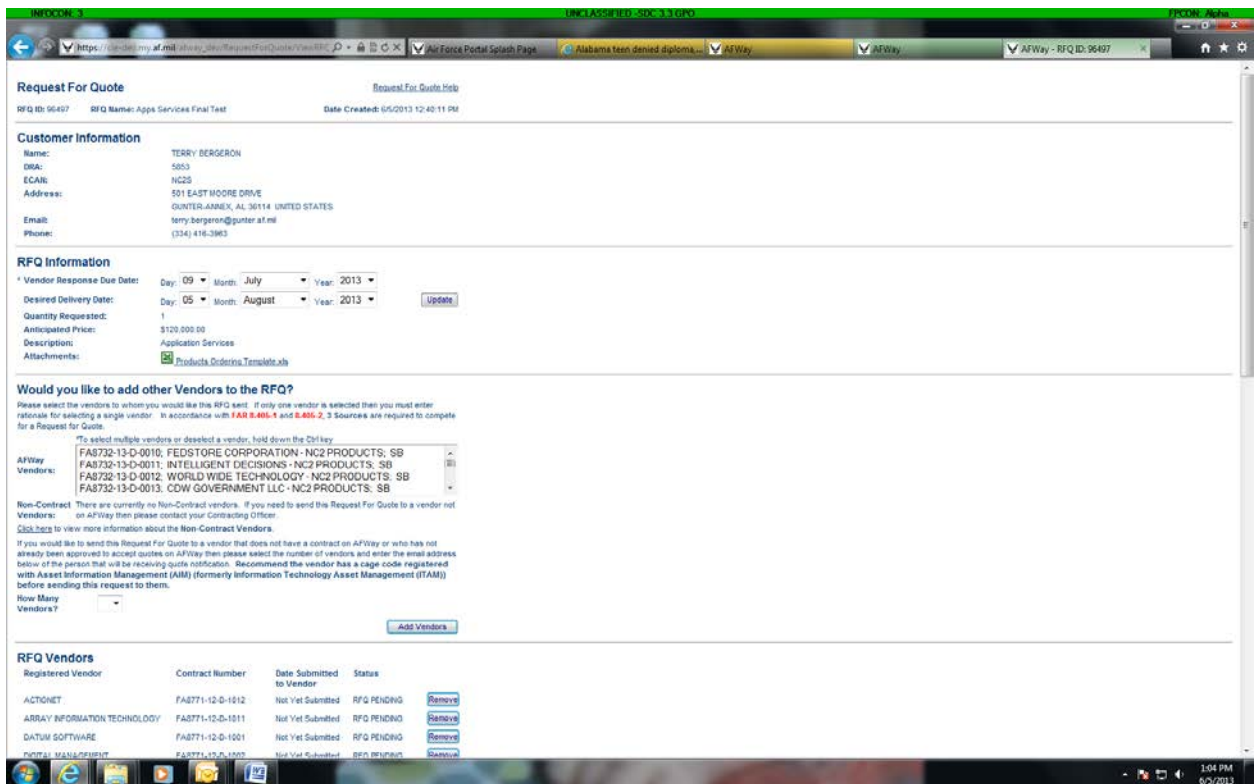 INFOCON: 3 UNCLASSIFIED -SDC 3.3 GPO FPCON: Alpha
Air Force Portal Splash Page Alabama teen denied diploma,... AFWay AFWay AFWay - RFQ ID: 96497
Request For Quote Request For Quote Help
RFQ ID: 96497 RFQ Name: Apps Services Final Test Date Created: 6/5/2013 12:40:11 PM
Customer Information
Name: TERRY BERGERON
DRA: 5853
ECAN: NC2S
Address: 501 EAST MOORE DRIVE
GUNTER-ANNEX, AL 36114 UNITED STATES
Email: terry.bergeron@gunter.af.mil
Phone: (334) 416-3963
RFQ Information
* Vendor Response Due Date: Day: 09 Month: July Year: 2013
Desired Delivery Date: Day: 05 Month: August Year: 2013 Update
Quantity Requested: 1
Anticipated Price: $120,000.00
Description: Application Services
Attachments: Products Ordering Template.xls
Would you like to add other Vendors to the RFQ?
Please select the vendors to whom you would like this RFQ sent. If only one vendor is selected then you must enter
rationale for selecting a single vendor. In accordance with FAR 8.405-1 and 8.405-2, 3 Sources are required to compete
for a Request for Quote.
*To select multiple vendors or deselect a vendor, hold down the Ctrl key
AFWay Vendors:
FA8732-13-D-0010; FEDSTORE CORPORATION - NC2 PRODUCTS; SB
FA8732-13-D-0011; INTELLIGENT DECISIONS - NC2 PRODUCTS; SB
FA8732-13-D-0012; WORLD WIDE TECHNOLOGY - NC2 PRODUCTS; SB
FA8732-13-D-0013; CDW GOVERNMENT LLC - NC2 PRODUCTS; SB
Non-Contract There are currently no Non-Contract vendors. If you need to send this Request For Quote to a vendor not
Vendors: on AFWay then please contact your Contracting Officer.
Click here to view more information about the Non-Contract Vendors.
If you would like to send this Request For Quote to a vendor that does not have a contract on AFWay or who has not
already been approved to accept quotes on AFWay then please select the number of vendors and enter the email address
below of the person that will be receiving quote notification. Recommend the vendor has a cage code registered
with Asset Information Management (AIM) (formerly Information Technology Asset Management (ITAM))
before sending this request to them.
How Many
Vendors?
Add Vendors
RFQ Vendors
Registered Vendor Contract Number Date Submitted Status
to Vendor
ACTIONET FA8771-12-D-1012 Not Yet Submitted RFQ PENDING Remove
ARRAY INFORMATION TECHNOLOGY FA8771-12-D-1011 Not Yet Submitted RFQ PENDING Remove
DATUM SOFTWARE FA8771-12-D-1001 Not Yet Submitted RFQ PENDING Remove
DIGITAL MANAGEMENT FA8771-12-D-1002 Not Yet Submitted RFQ PENDING Remove
1:04 PM
6/5/2013